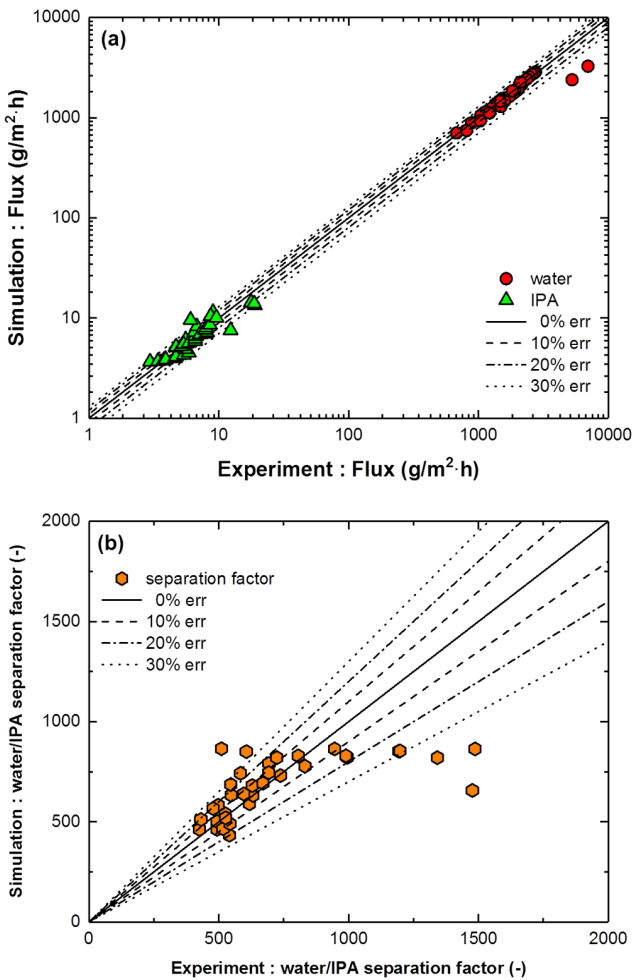 (a)
10000
1000
100
10
1
Simulation : Flux (g/m²·h)
water
IPA
0% err
10% err
20% err
30% err
1 10 100 1000 10000
Experiment : Flux (g/m²·h)
(b)
2000
1500
1000
500
0
Simulation : water/IPA separation factor (-)
separation factor
0% err
10% err
20% err
30% err
0 500 1000 1500 2000
Experiment : water/IPA separation factor (-)